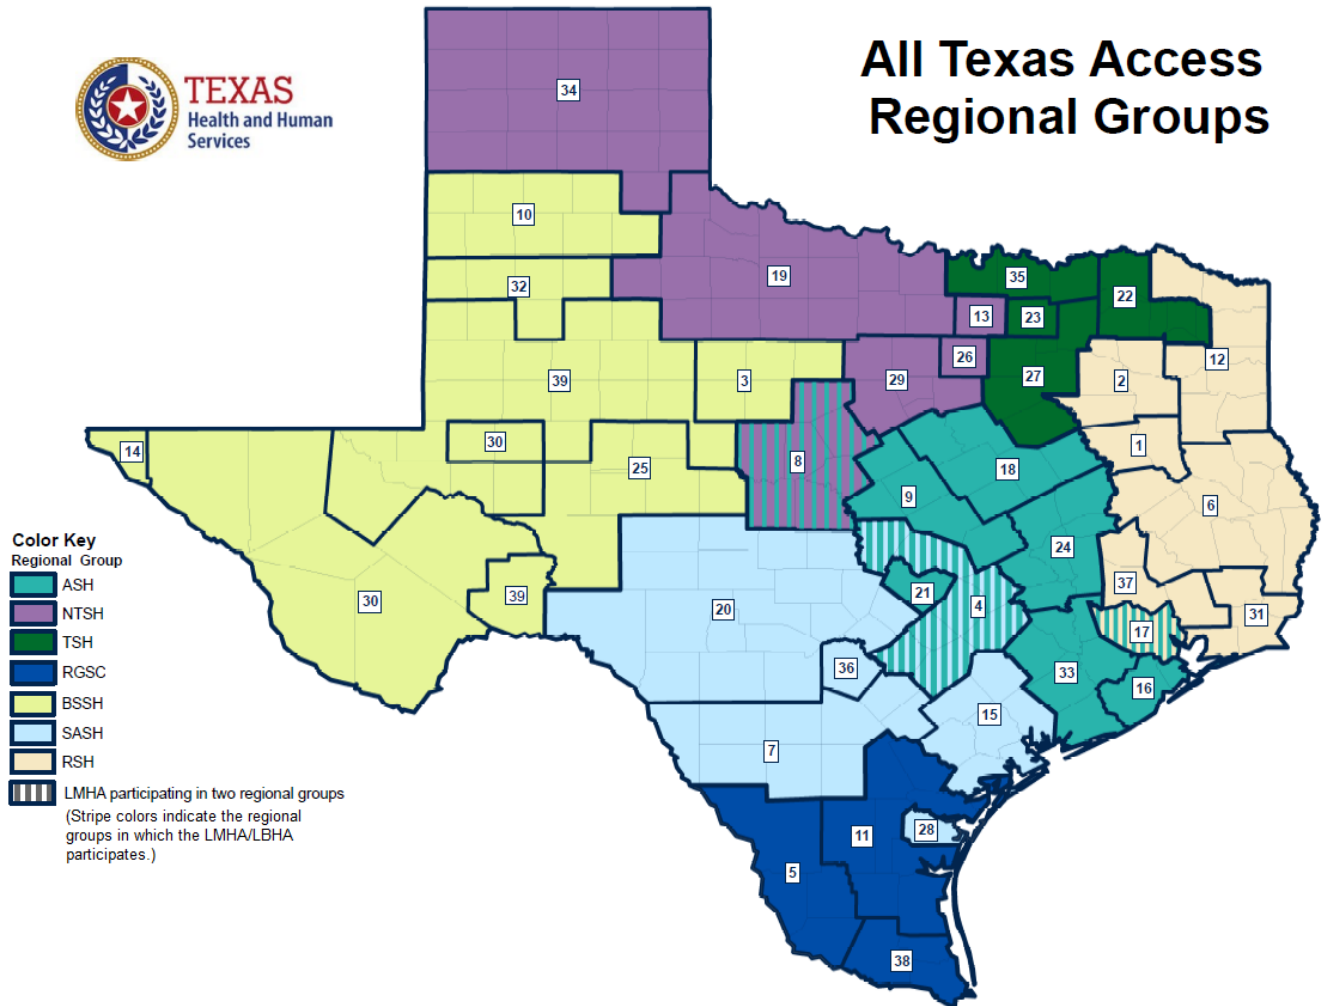 All Texas Access
Regional Groups
TEXAS
Health and Human
Services
34
10
32
19
35
22
13
23
26
12
39
3
29
27
2
14
30
25
8
18
1
9
6
24
39
30
20
21
4
37
17
31
36
33
16
15
7
28
11
5
38
Color Key
Regional Group
ASH
NTSH
TSH
RGSC
BSSH
SASH
RSH
LMHA participating in two regional groups
(Stripe colors indicate the regional
groups in which the LMHA/LBHA
participates.)